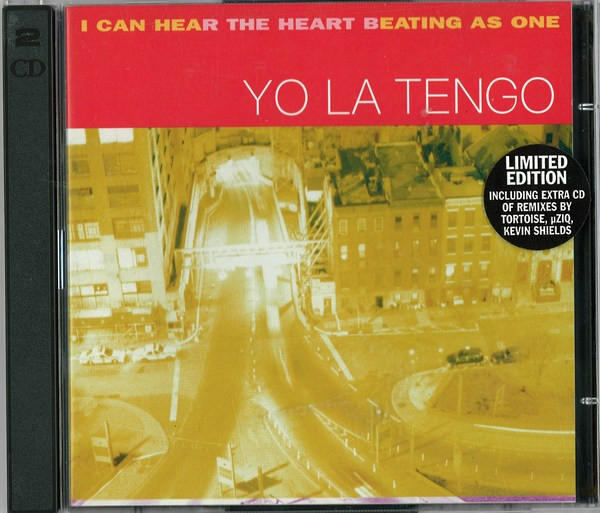 2
CD
I CAN HEAR THE HEART BEATING AS ONE
YO LA TENGO
LIMITED
EDITION
INCLUDING EXTRA CD
OF REMIXES BY
TORTOISE, µZIQ,
KEVIN SHIELDS